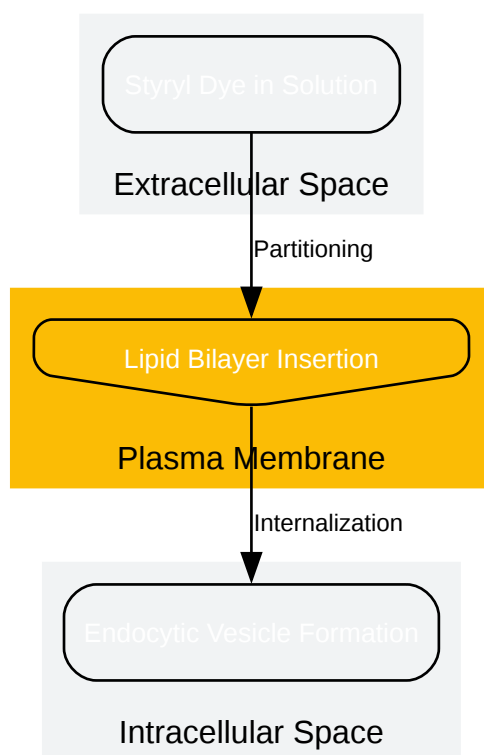 Styryl Dye in Solution
Extracellular Space
Partitioning
Lipid Bilayer Insertion
Plasma Membrane
Internalization
Endocytic Vesicle Formation
Intracellular Space